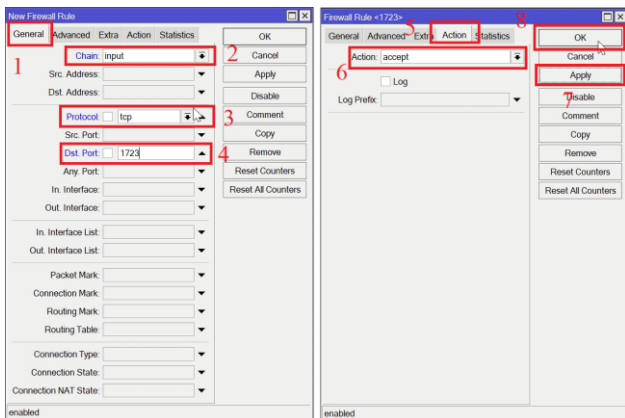 New Firewall Rule
General Advanced Extra Action Statistics
1
Chain: input
2
Src. Address:
Dst. Address:
Protocol: tcp
3
Src. Port:
Dst. Port: 1723
4
Any. Port:
In. Interface:
Out. Interface:
In. Interface List:
Out. Interface List:
Packet Mark:
Connection Mark:
Routing Mark:
Routing Table:
Connection Type:
Connection State:
Connection NAT State:
OK
Cancel
Apply
Disable
Comment
Copy
Remove
Reset Counters
Reset All Counters
enabled
Firewall Rule <1723>
5
8
General Advanced Extra Action Statistics
Action: accept
6
Log
Log Prefix:
OK
Cancel
Apply
7
Disable
Comment
Copy
Remove
Reset Counters
Reset All Counters
enabled